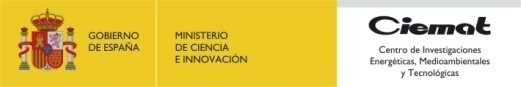 GOBIERNO
DE ESPAÑA
MINISTERIO
DE CIENCIA
E INNOVACIÓN
Ciemat
Centro de Investigaciones
Energéticas, Medioambientales
y Tecnológicas